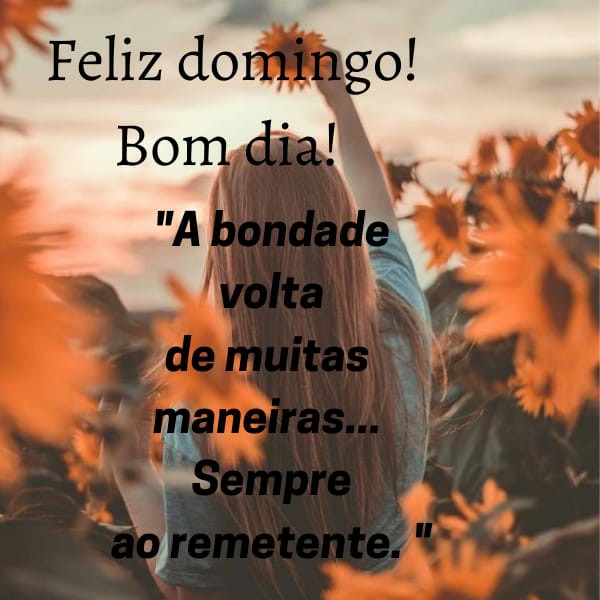 Feliz domingo!
Bom dia!
"A bondade
volta
de muitas
maneiras...
Sempre
ao remetente. "